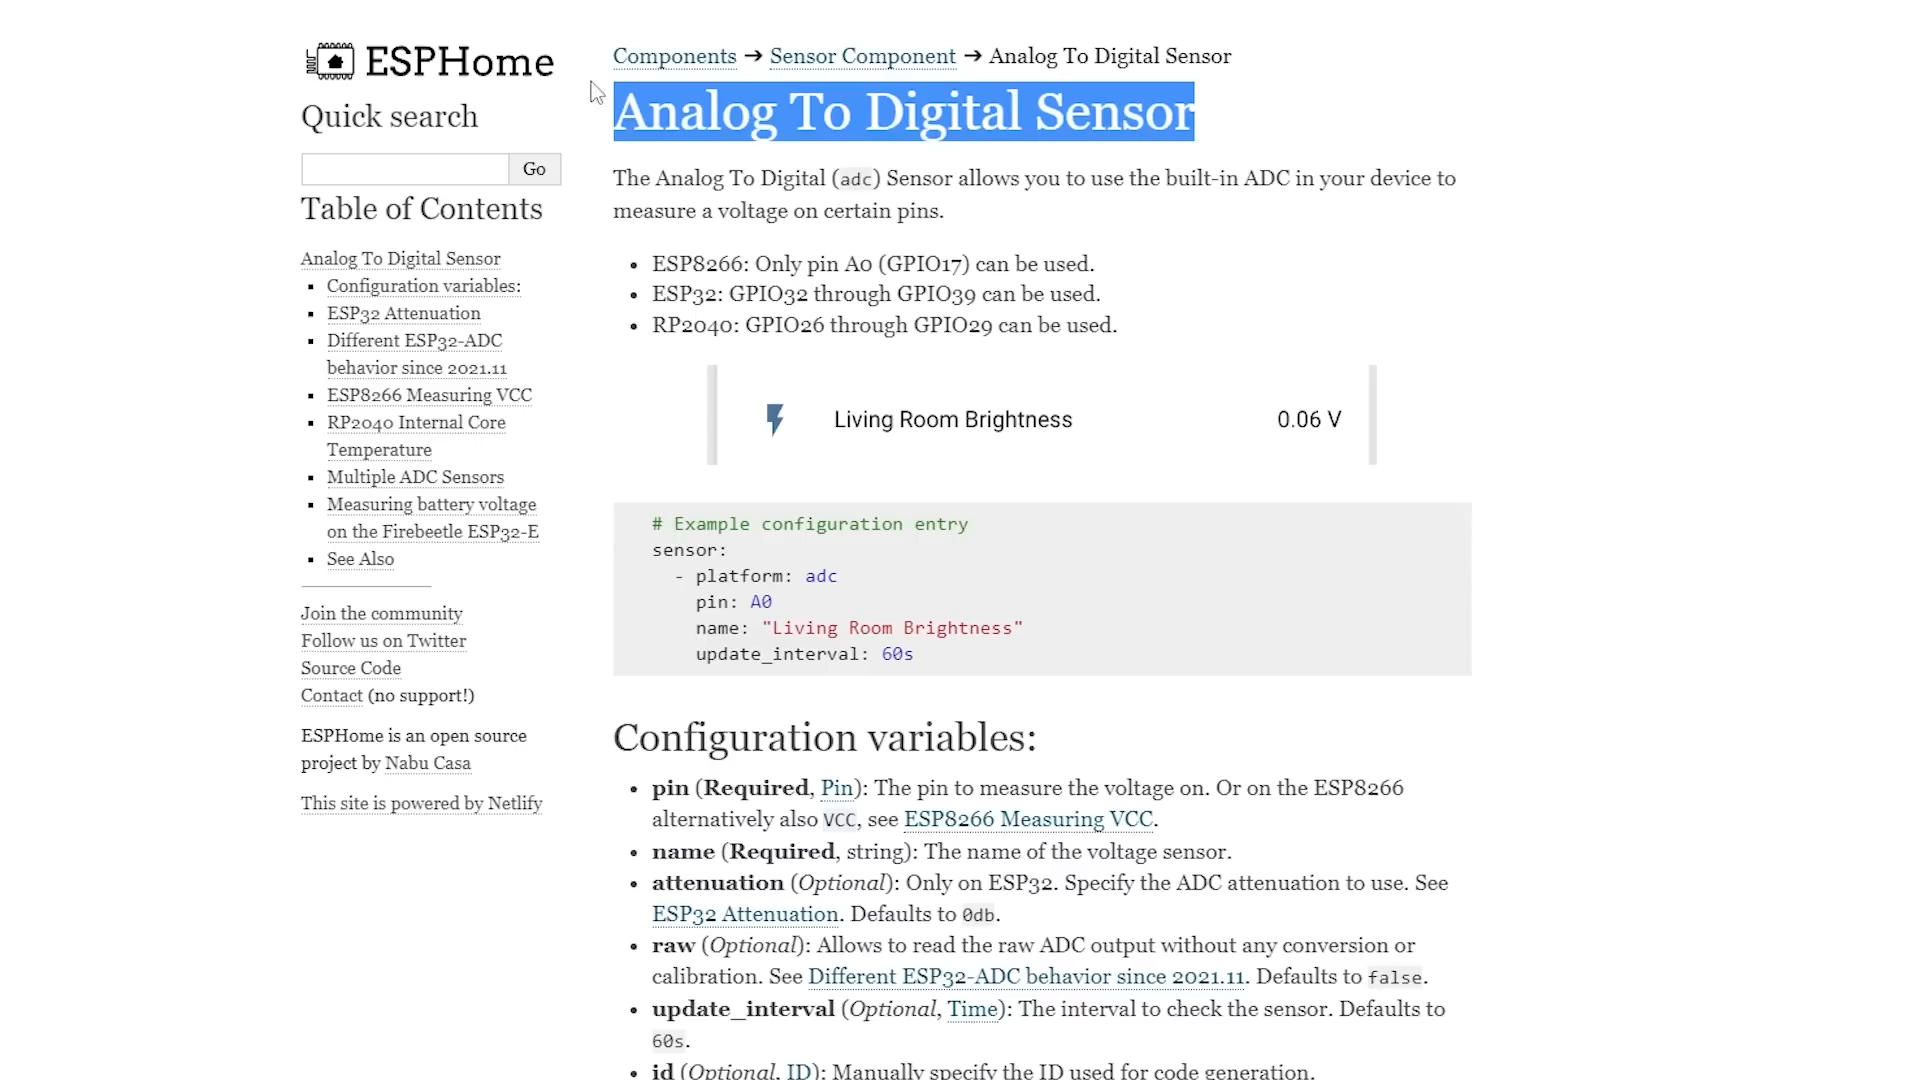 ESPHome
Quick search
Go
Table of Contents
Analog To Digital Sensor
Configuration variables:
ESP32 Attenuation
Different ESP32-ADC
behavior since 2021.11
ESP8266 Measuring VCC
RP2040 Internal Core
Temperature
Multiple ADC Sensors
Measuring battery voltage
on the Firebeetle ESP32-E
See Also
Join the community
Follow us on Twitter
Source Code
Contact (no support!)
ESPHome is an open source
project by Nabu Casa
This site is powered by Netlify
Components → Sensor Component → Analog To Digital Sensor
Analog To Digital Sensor
The Analog To Digital (adc) Sensor allows you to use the built-in ADC in your device to
measure a voltage on certain pins.
ESP8266: Only pin A0 (GPIO17) can be used.
ESP32: GPIO32 through GPIO39 can be used.
RP2040: GPIO26 through GPIO29 can be used.
Living Room Brightness 0.06 V
# Example configuration entry
sensor:
- platform: adc
pin: A0
name: "Living Room Brightness"
update_interval: 60s
Configuration variables:
pin (Required, Pin): The pin to measure the voltage on. Or on the ESP8266
alternatively also VCC, see ESP8266 Measuring VCC.
name (Required, string): The name of the voltage sensor.
attenuation (Optional): Only on ESP32. Specify the ADC attenuation to use. See
ESP32 Attenuation. Defaults to 0db.
raw (Optional): Allows to read the raw ADC output without any conversion or
calibration. See Different ESP32-ADC behavior since 2021.11. Defaults to false.
update_interval (Optional, Time): The interval to check the sensor. Defaults to
60s.
id (Optional, ID): Manually specify the ID used for code generation.